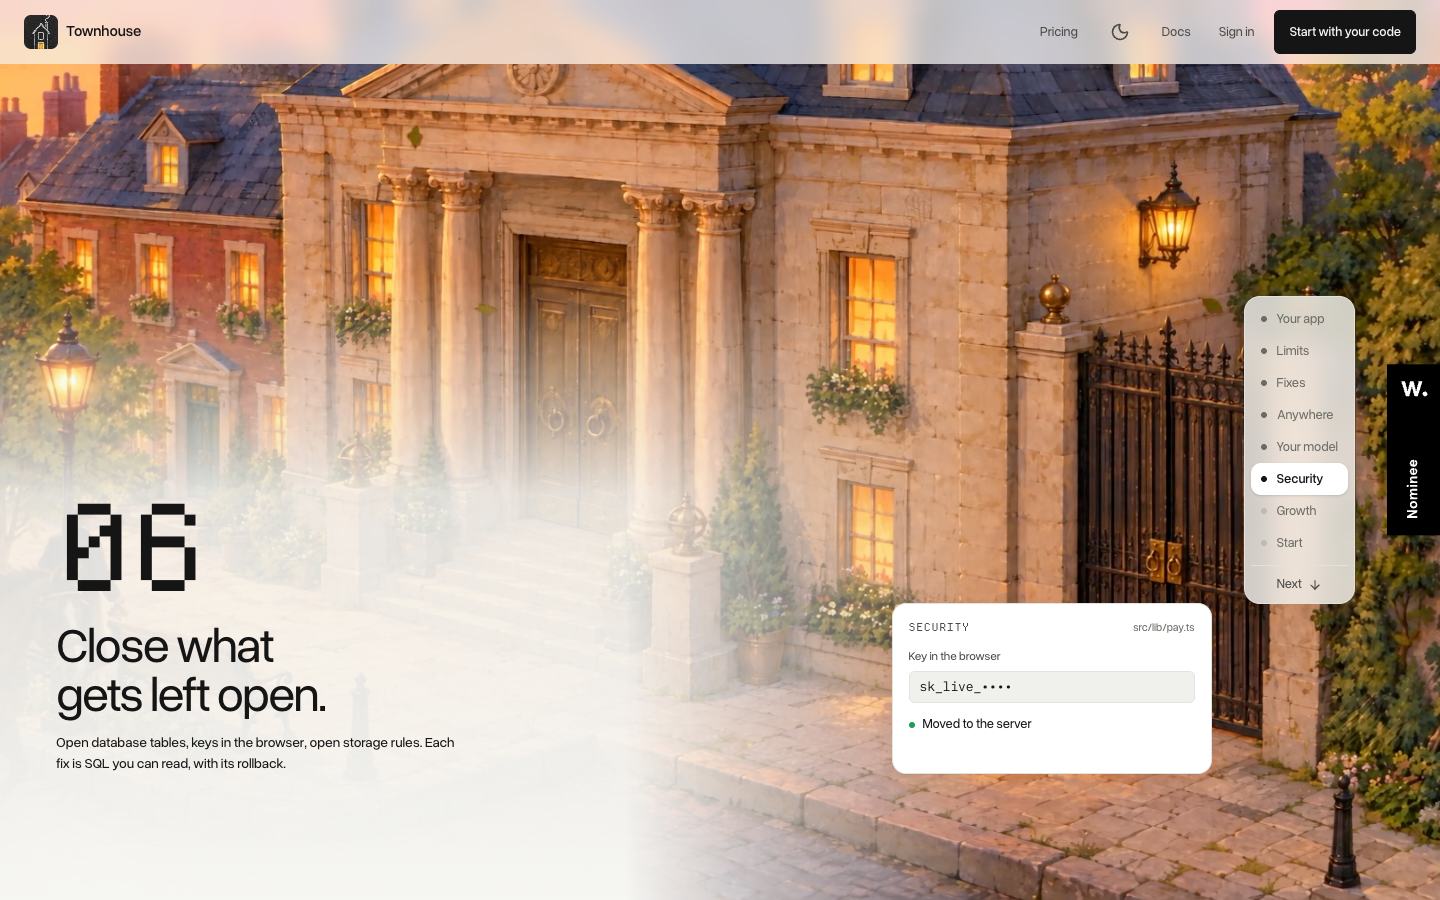 Townhouse
Pricing
Docs
Sign in
Start with your code
Your app
Limits
Fixes
Anywhere
Your model
Security
Growth
Start
Next
W.
Nominee
06
Close what
gets left open.
Open database tables, keys in the browser, open storage rules. Each
fix is SQL you can read, with its rollback.
SECURITY
src/lib/pay.ts
Key in the browser
sk_live_••••
Moved to the server